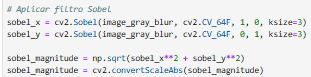 # Aplicar filtro Sobel
sobel_x = cv2.Sobel(image_gray_blur, cv2.CV_64F, 1, 0, ksize=3)
sobel_y = cv2.Sobel(image_gray_blur, cv2.CV_64F, 0, 1, ksize=3)
sobel_magnitude = np.sqrt(sobel_x**2 + sobel_y**2)
sobel_magnitude = cv2.convertScaleAbs(sobel_magnitude)